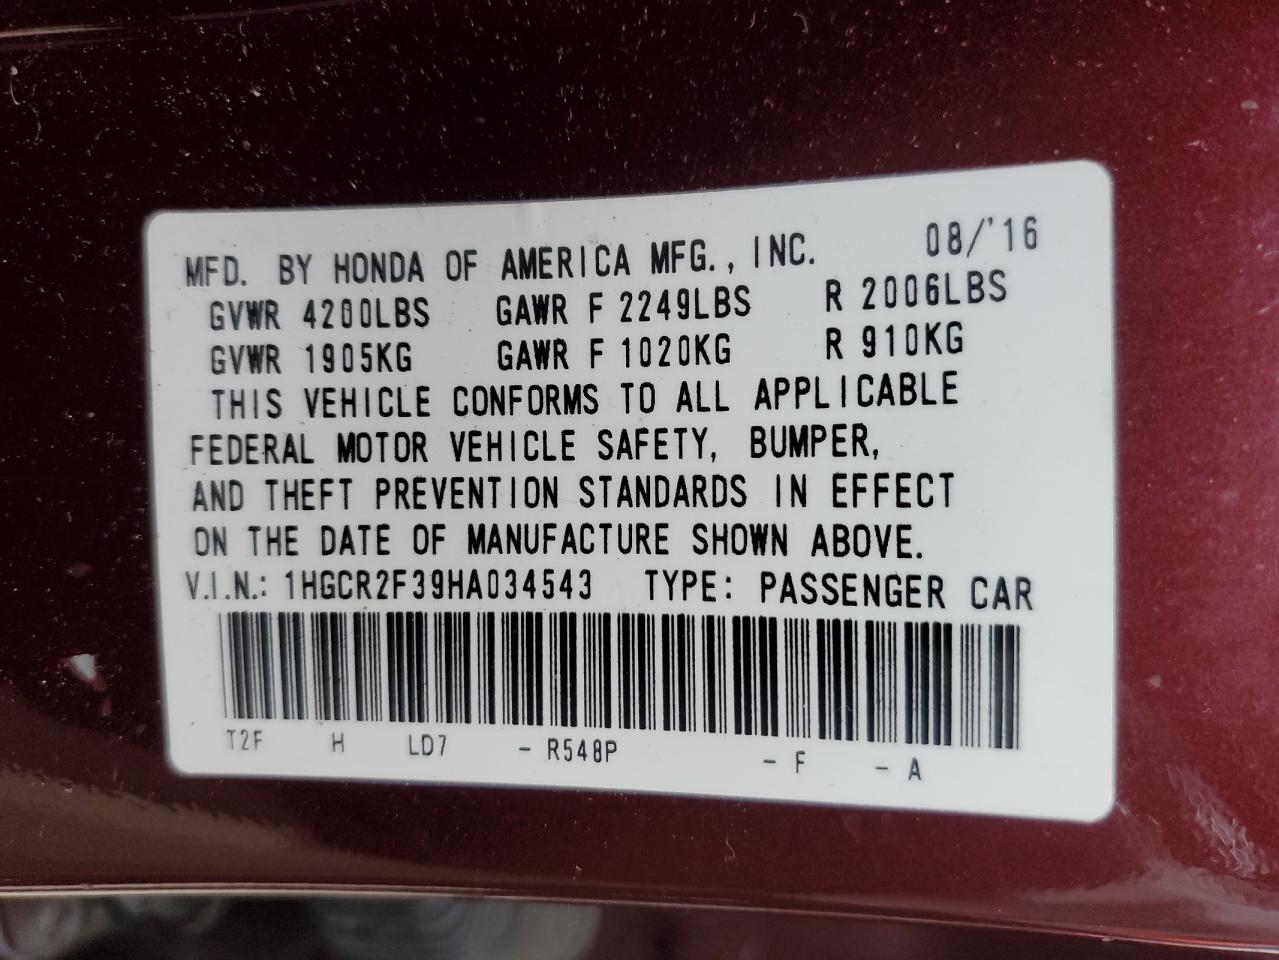 MFD. BY HONDA OF AMERICA MFG., INC. 08/'16
GVWR 4200LBS GAWR F 2249LBS R 2006LBS
GVWR 1905KG GAWR F 1020KG R 910KG
THIS VEHICLE CONFORMS TO ALL APPLICABLE
FEDERAL MOTOR VEHICLE SAFETY, BUMPER,
AND THEFT PREVENTION STANDARDS IN EFFECT
ON THE DATE OF MANUFACTURE SHOWN ABOVE.
V.I.N.: 1HGCR2F39HA034543 TYPE: PASSENGER CAR
T2F H LD7 - R548P - F - A